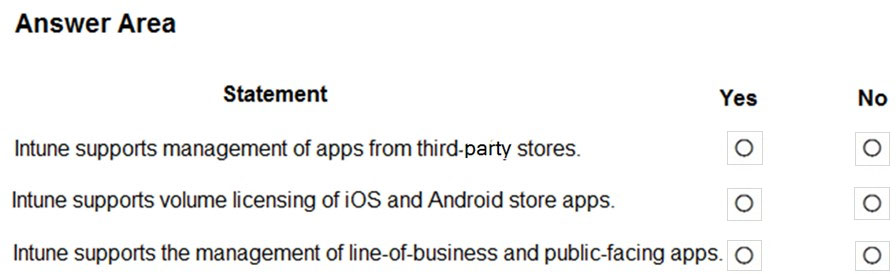 Answer Area
Statement Yes No
Intune supports management of apps from third-party stores.
Intune supports volume licensing of iOS and Android store apps.
Intune supports the management of line-of-business and public-facing apps.